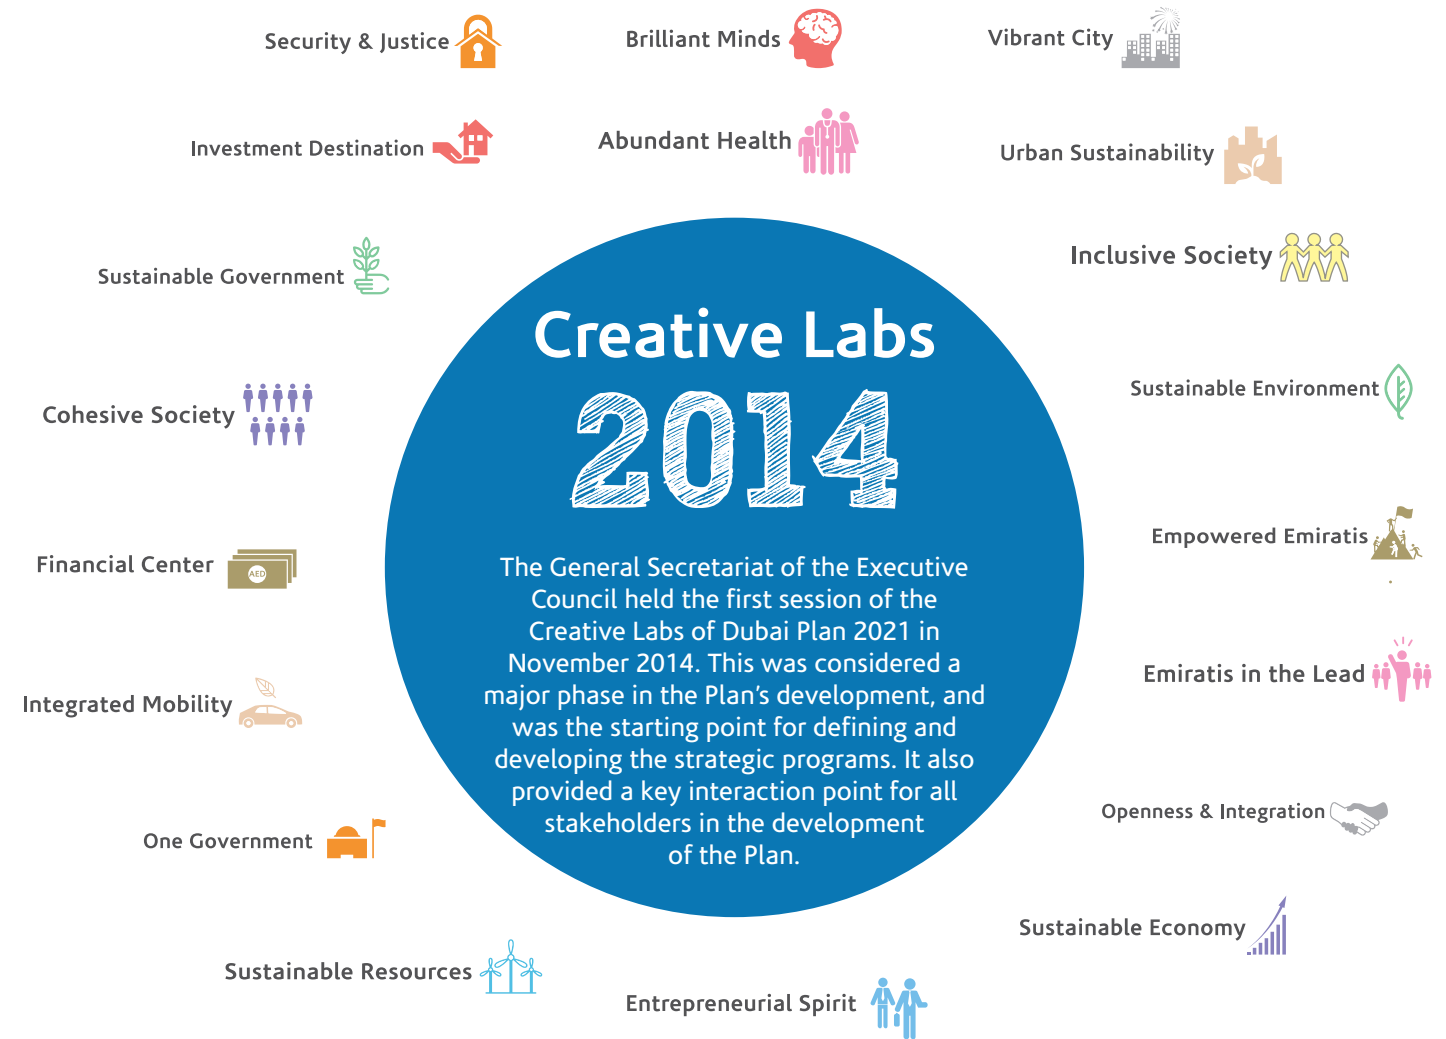 Security & Justice
Brilliant Minds
Vibrant City
Investment Destination
Abundant Health
Urban Sustainability
Sustainable Government
Inclusive Society
Creative Labs
2014
Cohesive Society
Sustainable Environment
Financial Center
AED
Empowered Emiratis
The General Secretariat of the Executive
Council held the first session of the
Creative Labs of Dubai Plan 2021 in
November 2014. This was considered a
major phase in the Plan’s development, and
was the starting point for defining and
developing the strategic programs. It also
provided a key interaction point for all
stakeholders in the development
of the Plan.
Integrated Mobility
Emiratis in the Lead
One Government
Openness & Integration
Sustainable Resources
Sustainable Economy
Entrepreneurial Spirit